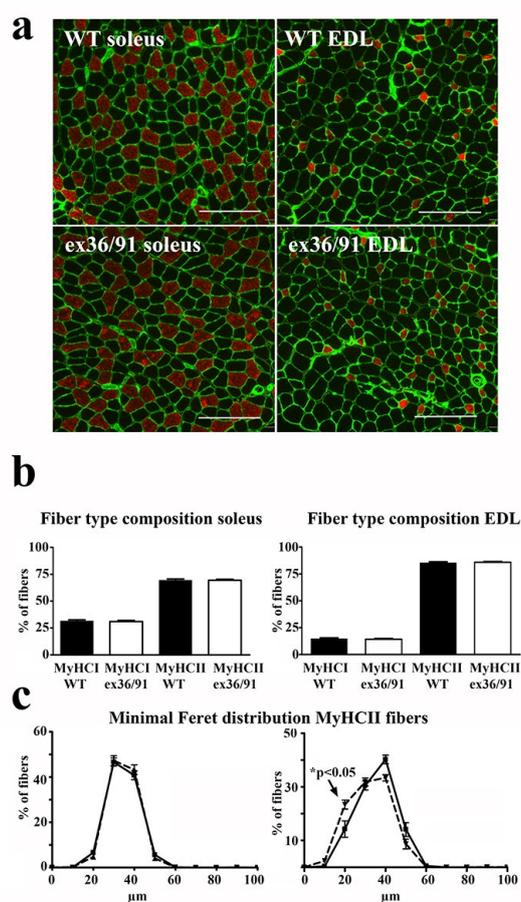 a
WT soleus
WT EDL
ex36/91 soleus
ex36/91 EDL
b
Fiber type composition soleus
% of fibers
100
75
50
25
0
MyHCI WT
MyHCI ex36/91
MyHCII WT
MyHCII ex36/91
Fiber type composition EDL
% of fibers
100
75
50
25
0
MyHCI WT
MyHCI ex36/91
MyHCII WT
MyHCII ex36/91
c
Minimal Feret distribution MyHCII fibers
% of fibers
60
40
20
0
0 20 40 60 80 100
µm
% of fibers
50
30
10
*p<0.05
0 20 40 60 80 100
µm